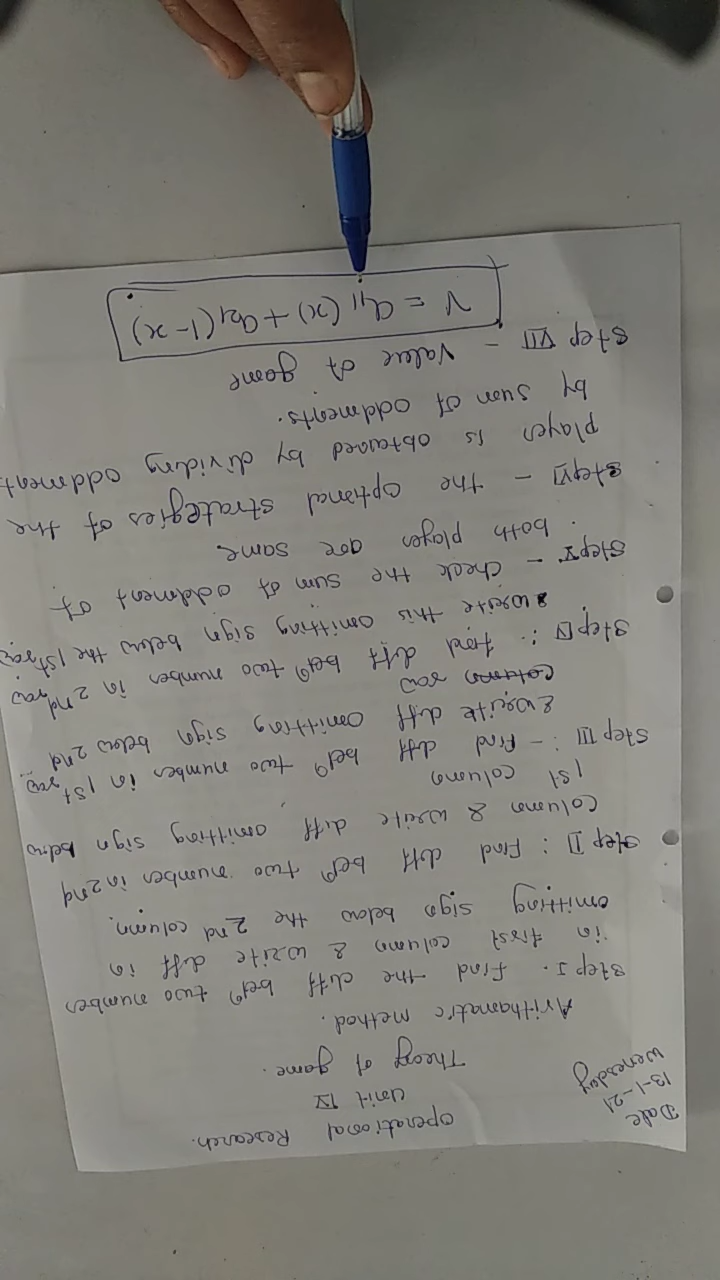 Date
13-1-21
wenesday
operational Research.
Unit IV
Theory of game.
Arithamatic method.
Step I. Find the diff betn two number
in first column & write diff in
omitting sign below the 2nd column.
Step II : Find diff betn two number in 2nd
column & write diff, omitting sign below
1st column
Step III :- Find diff betn two number in 1st row
& write diff omitting sign below 2nd
column row
Step IV :- find diff betn two number in 2nd row
& write this omitting sign below the 1st row
Step V - check the sum of oddment of
both player are same
Step VI - the optimal strategies of the
player is obtained by dividing oddment
by sum of oddments.
Step VII - value of game
V = a11 (x) + a21 (1-x)